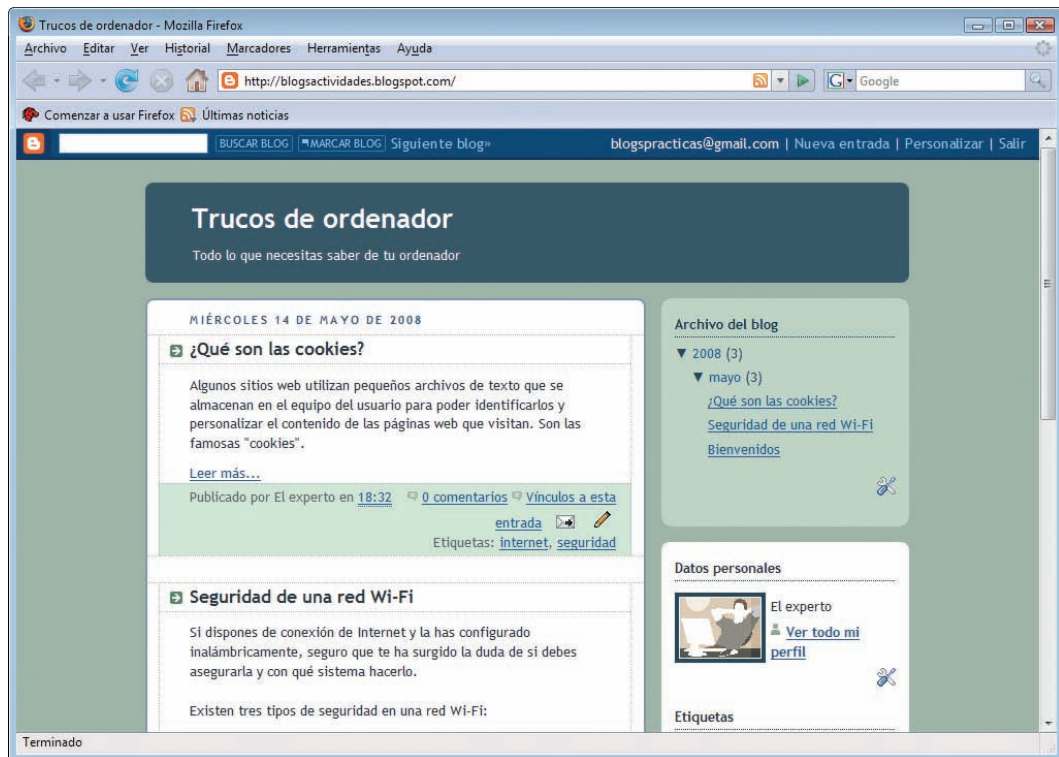 Trucos de ordenador - Mozilla Firefox
Archivo Editar Ver Historial Marcadores Herramientas Ayuda
http://blogsactividades.blogspot.com/
G Google
Comenzar a usar Firefox Últimas noticias
BUSCAR BLOG MARCAR BLOG Siguiente blog»
blogspracticas@gmail.com | Nueva entrada | Personalizar | Salir
Trucos de ordenador
Todo lo que necesitas saber de tu ordenador
MIÉRCOLES 14 DE MAYO DE 2008
¿Qué son las cookies?
Algunos sitios web utilizan pequeños archivos de texto que se
almacenan en el equipo del usuario para poder identificarlos y
personalizar el contenido de las páginas web que visitan. Son las
famosas "cookies".
Leer más...
Publicado por El experto en 18:32 0 comentarios Vínculos a esta
entrada
Etiquetas: internet, seguridad
Seguridad de una red Wi-Fi
Si dispones de conexión de Internet y la has configurado
inalámbricamente, seguro que te ha surgido la duda de si debes
asegurarla y con qué sistema hacerlo.
Existen tres tipos de seguridad en una red Wi-Fi:
Archivo del blog
▼ 2008 (3)
▼ mayo (3)
¿Qué son las cookies?
Seguridad de una red Wi-Fi
Bienvenidos
Datos personales
El experto
Ver todo mi
perfil
Etiquetas
Terminado